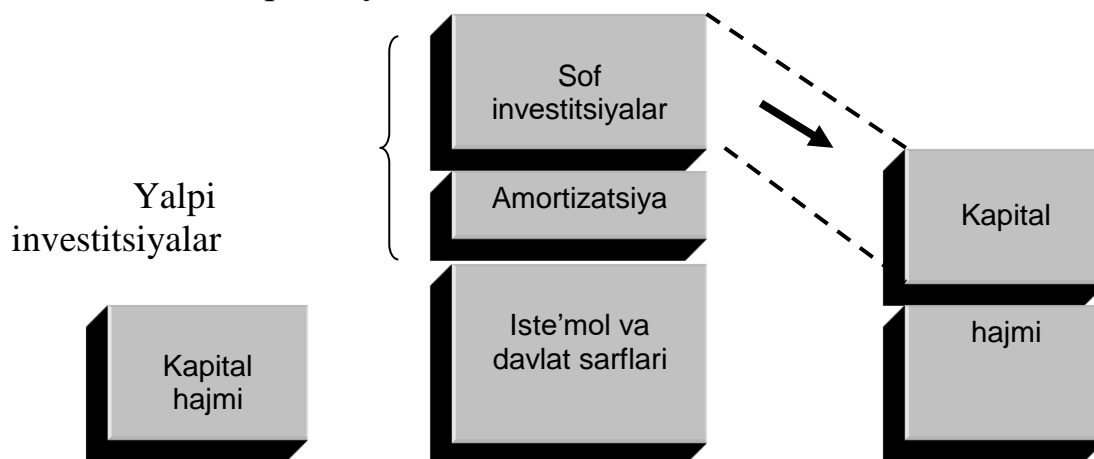 Sof
investitsiyalar
Amortizatsiya
Yalpi
investitsiyalar
Iste’mol va
davlat sarflari
Kapital
hajmi
Kapital
hajmi